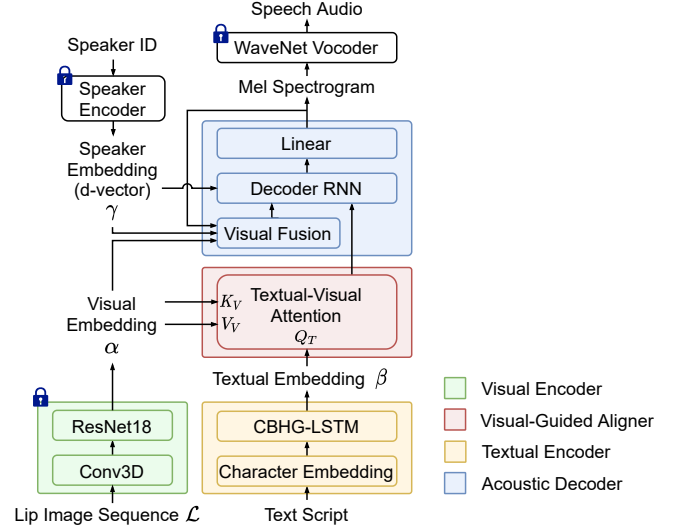 Speech Audio
WaveNet Vocoder
Speaker ID
Mel Spectrogram
Speaker
Encoder
Linear
Speaker
Embedding
(d-vector)
γ
Decoder RNN
Visual Fusion
Visual
Embedding
α
K_V
V_V
Textual-Visual
Attention
Q_T
Textual Embedding β
ResNet18
Conv3D
Lip Image Sequence ℒ
CBHG-LSTM
Character Embedding
Text Script
Visual Encoder
Visual-Guided Aligner
Textual Encoder
Acoustic Decoder